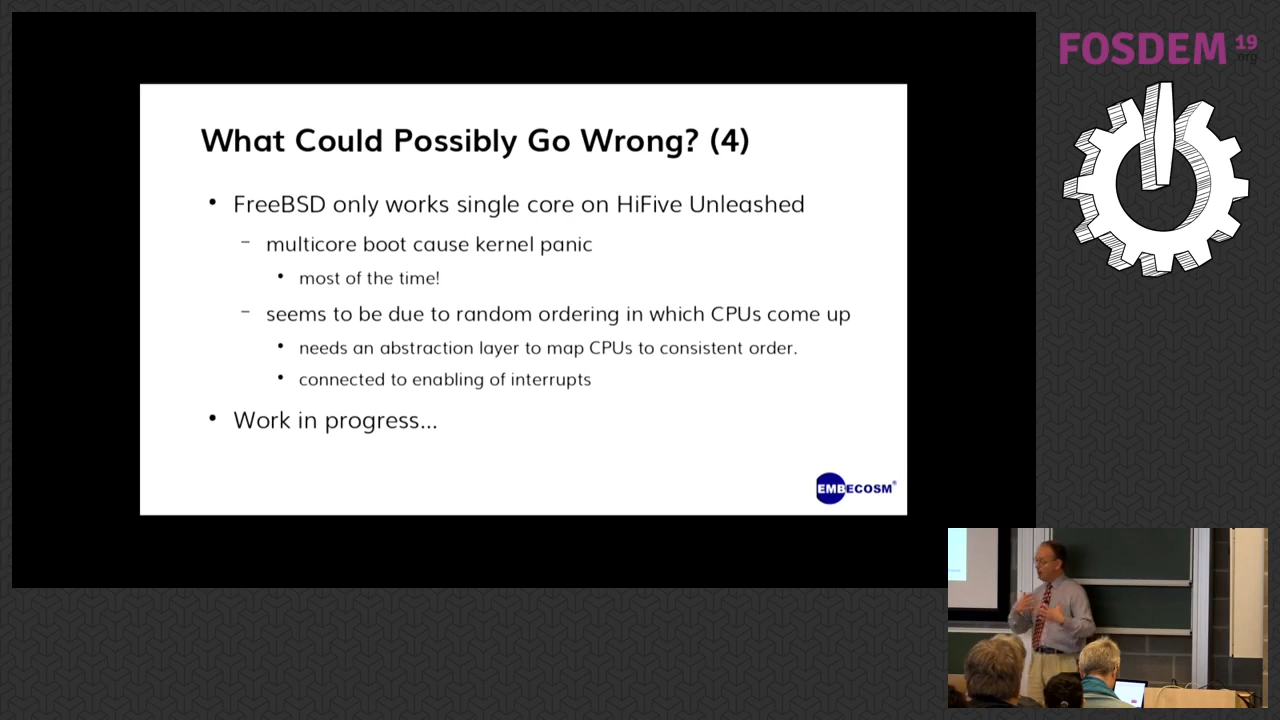 FOSDEM 19
.org
What Could Possibly Go Wrong? (4)
• FreeBSD only works single core on HiFive Unleashed
– multicore boot cause kernel panic
• most of the time!
– seems to be due to random ordering in which CPUs come up
• needs an abstraction layer to map CPUs to consistent order.
• connected to enabling of interrupts
• Work in progress...
EMBECOSM®